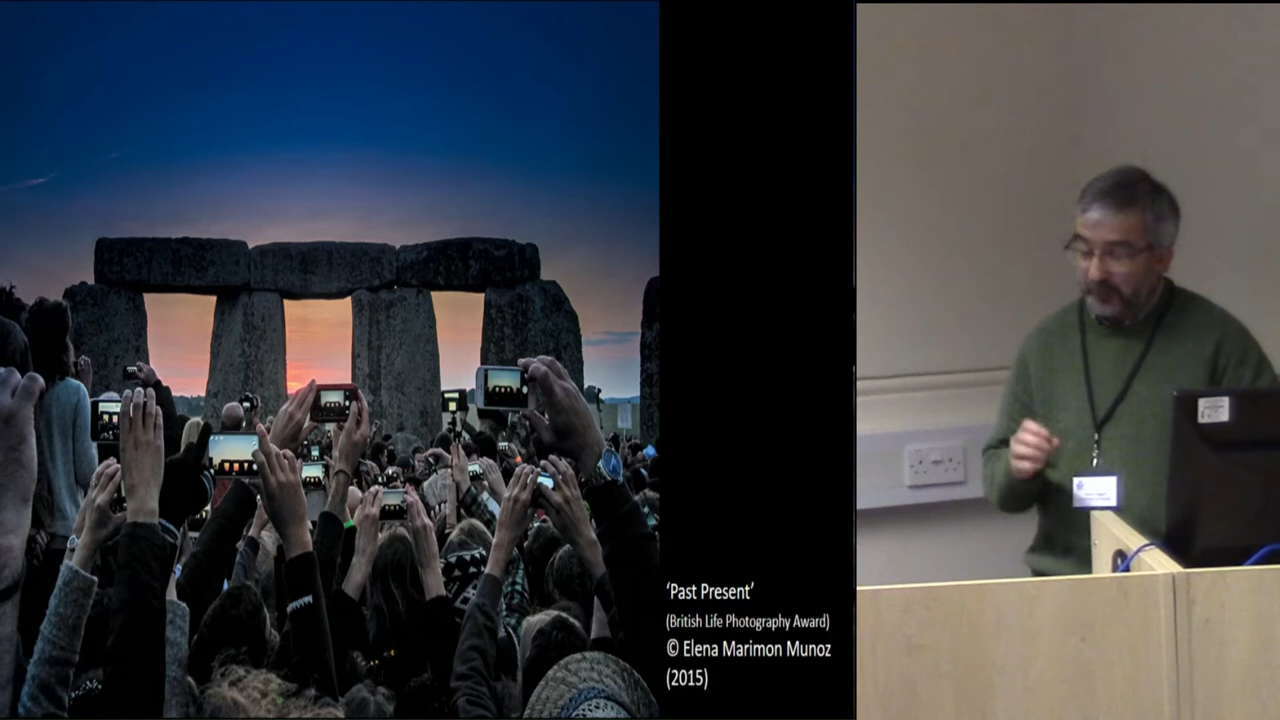 ‘Past Present’
(British Life Photography Award)
© Elena Marimon Munoz
(2015)